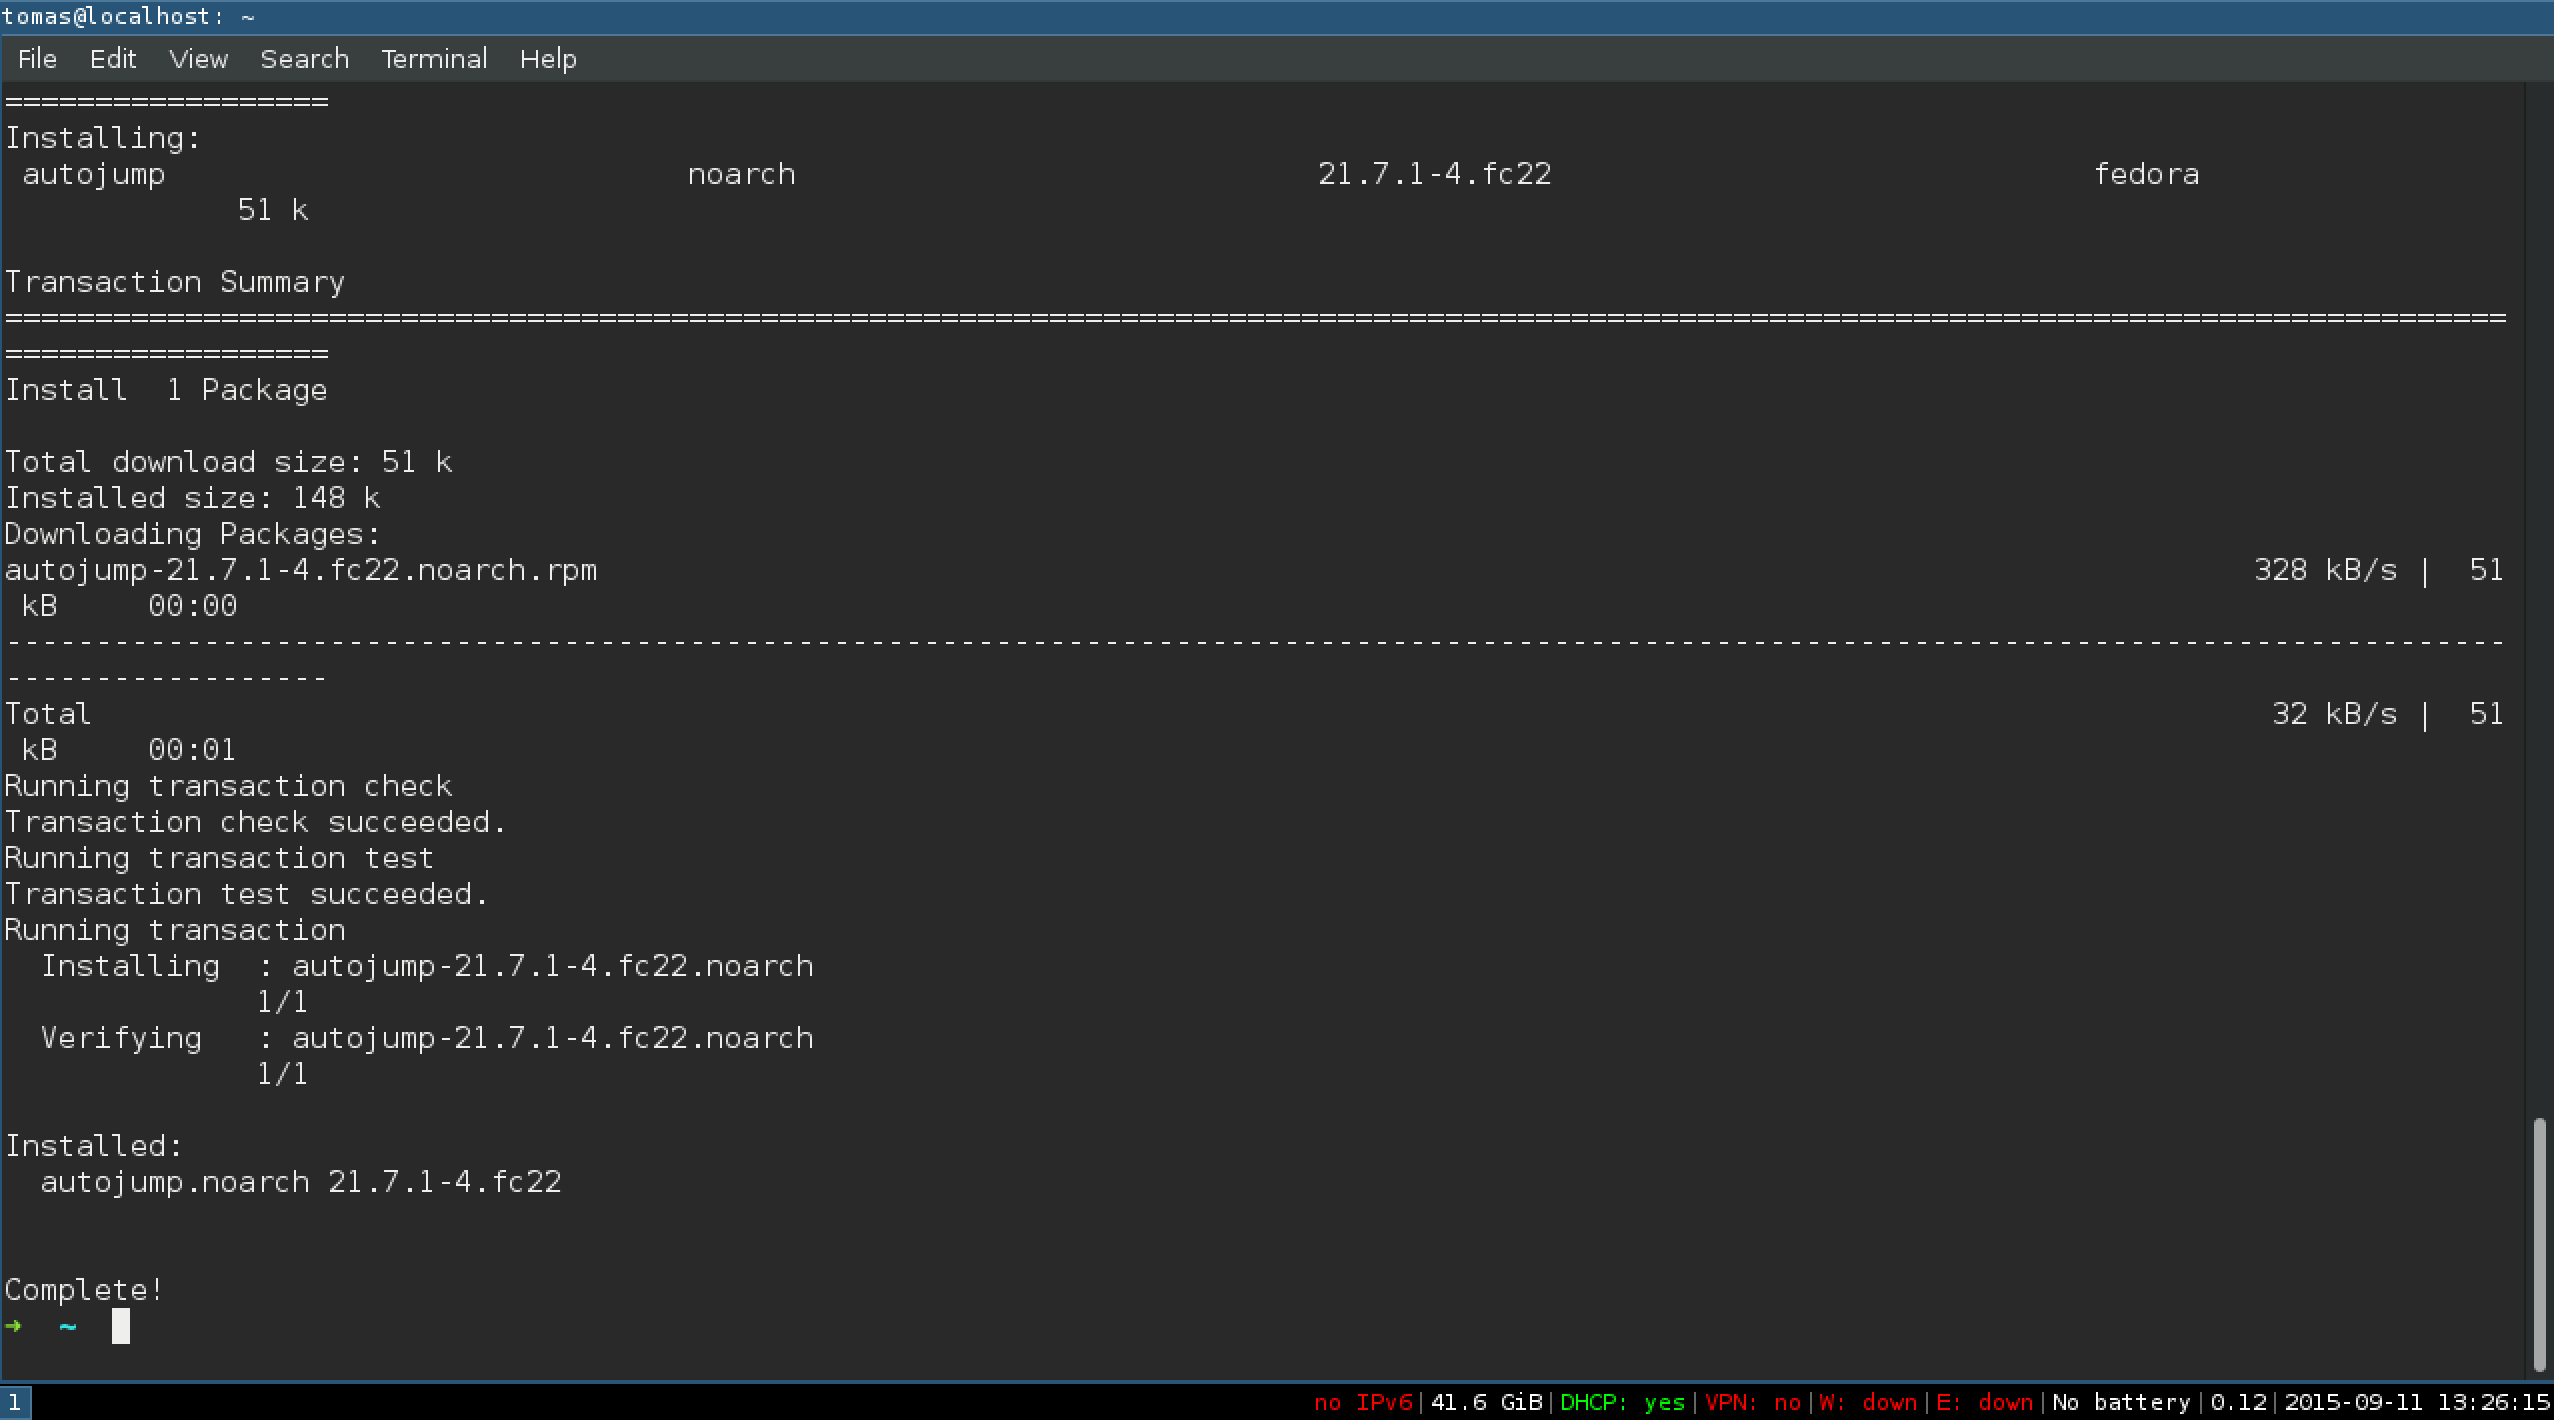 tomas@localhost: ~
File Edit View Search Terminal Help
==================
Installing:
 autojump                             noarch                             21.7.1-4.fc22                              fedora
             51 k
Transaction Summary
============================================================================================================================================
==================
Install  1 Package
Total download size: 51 k
Installed size: 148 k
Downloading Packages:
autojump-21.7.1-4.fc22.noarch.rpm                                                                                             328 kB/s |  51
 kB     00:00
--------------------------------------------------------------------------------------------------------------------------------------------
------------------
Total                                                                                                                          32 kB/s |  51
 kB     00:01
Running transaction check
Transaction check succeeded.
Running transaction test
Transaction test succeeded.
Running transaction
  Installing  : autojump-21.7.1-4.fc22.noarch
              1/1
  Verifying   : autojump-21.7.1-4.fc22.noarch
              1/1
Installed:
  autojump.noarch 21.7.1-4.fc22
Complete!
➜  ~
1 no IPv6|41.6 GiB|DHCP: yes|VPN: no|W: down|E: down|No battery|0.12|2015-09-11 13:26:15